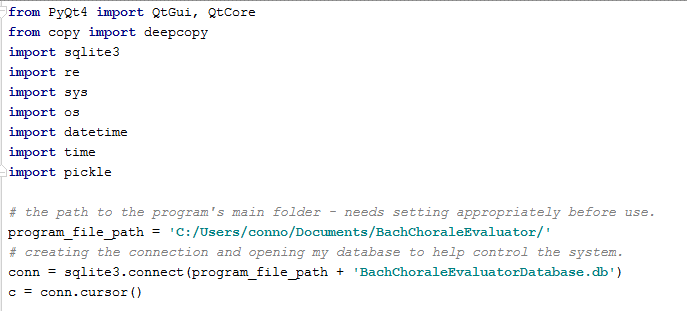 from PyQt4 import QtGui, QtCore
from copy import deepcopy
import sqlite3
import re
import sys
import os
import datetime
import time
import pickle
# the path to the program's main folder - needs setting appropriately before use.
program_file_path = 'C:/Users/conno/Documents/BachChoraleEvaluator/'
# creating the connection and opening my database to help control the system.
conn = sqlite3.connect(program_file_path + 'BachChoraleEvaluatorDatabase.db')
c = conn.cursor()